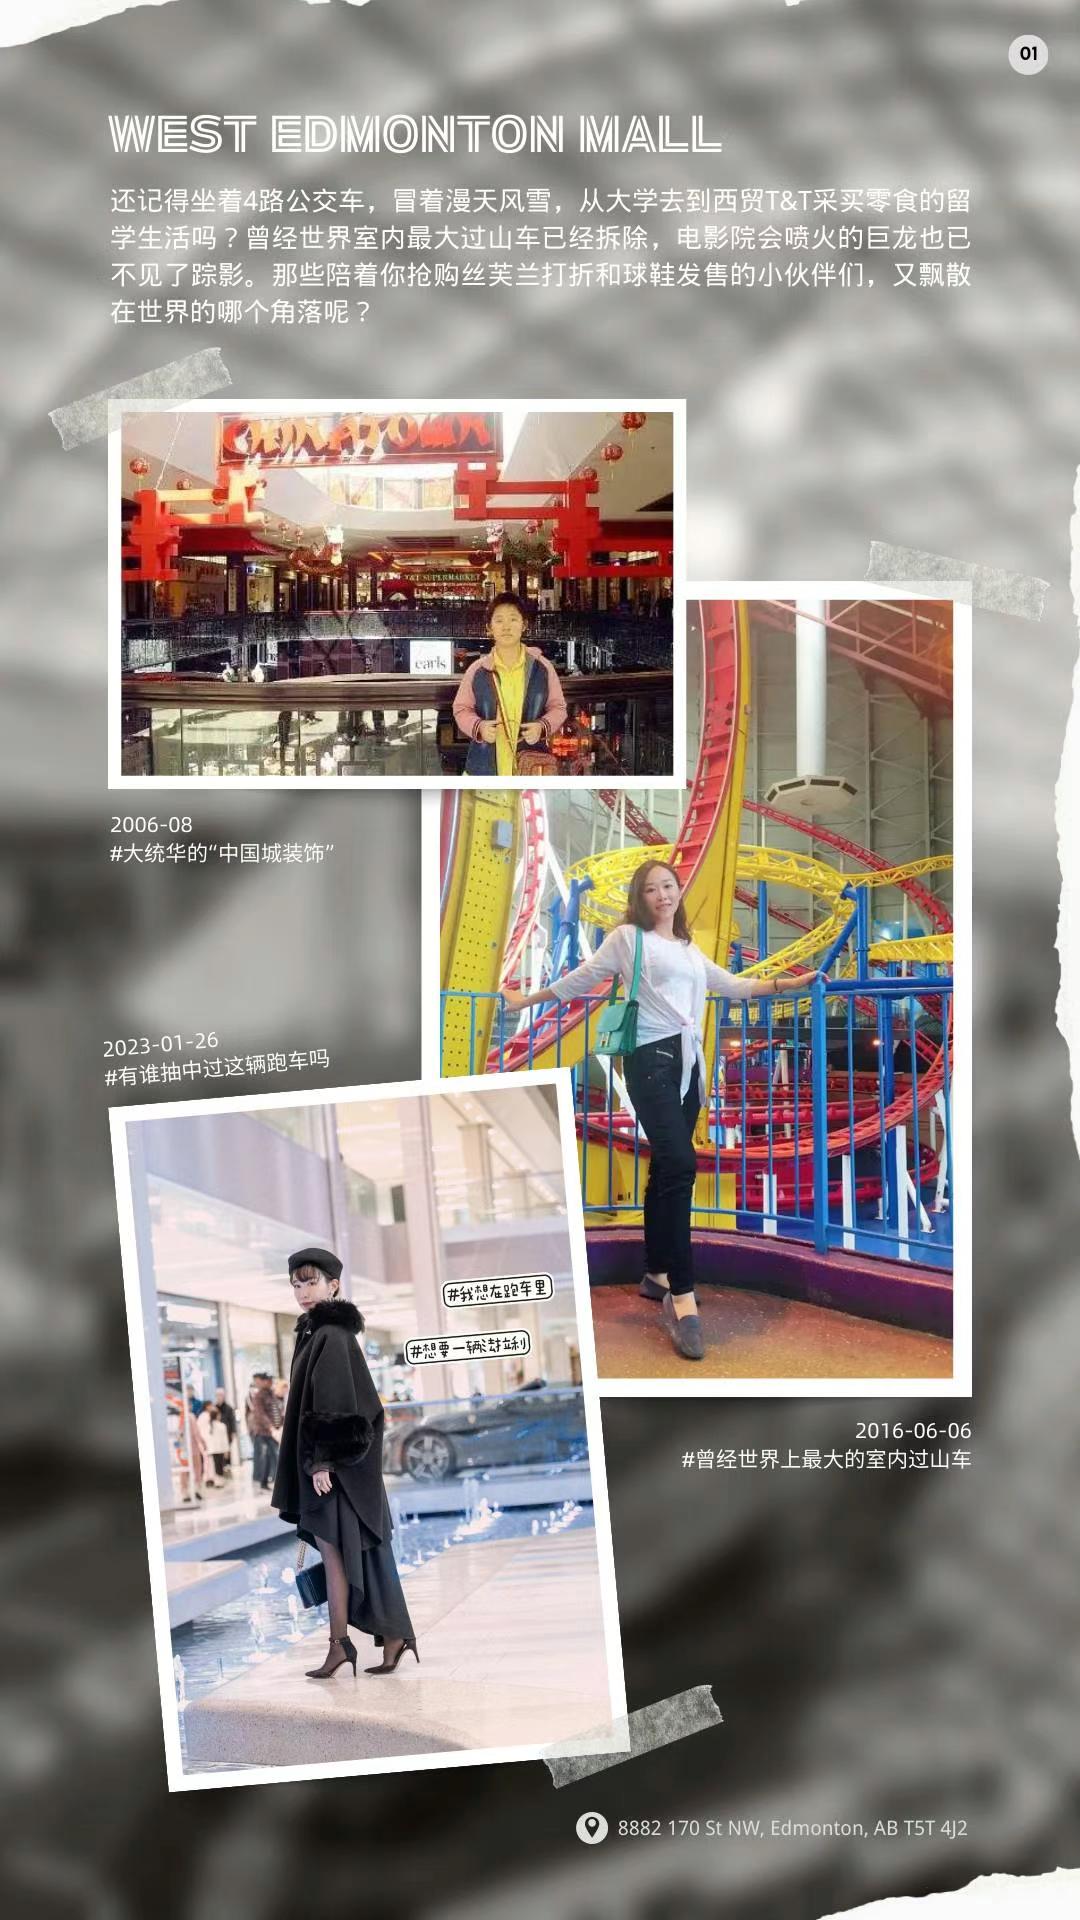 01
WEST EDMONTON MALL
还记得坐着4路公交车，冒着漫天风雪，从大学去到西贸T&T采买零食的留
学生活吗？曾经世界室内最大过山车已经拆除，电影院会喷火的巨龙也已
不见了踪影。那些陪着你抢购丝芙兰打折和球鞋发售的小伙伴们，又飘散
在世界的哪个角落呢？
CHINATOWN
T&T SUPERMARKET
earls
2006-08
#大统华的“中国城装饰”
2023-01-26
#有谁抽中过这辆跑车吗
#我想在跑车里
#想要一辆法拉利
2016-06-06
#曾经世界上最大的室内过山车
8882 170 St NW, Edmonton, AB T5T 4J2